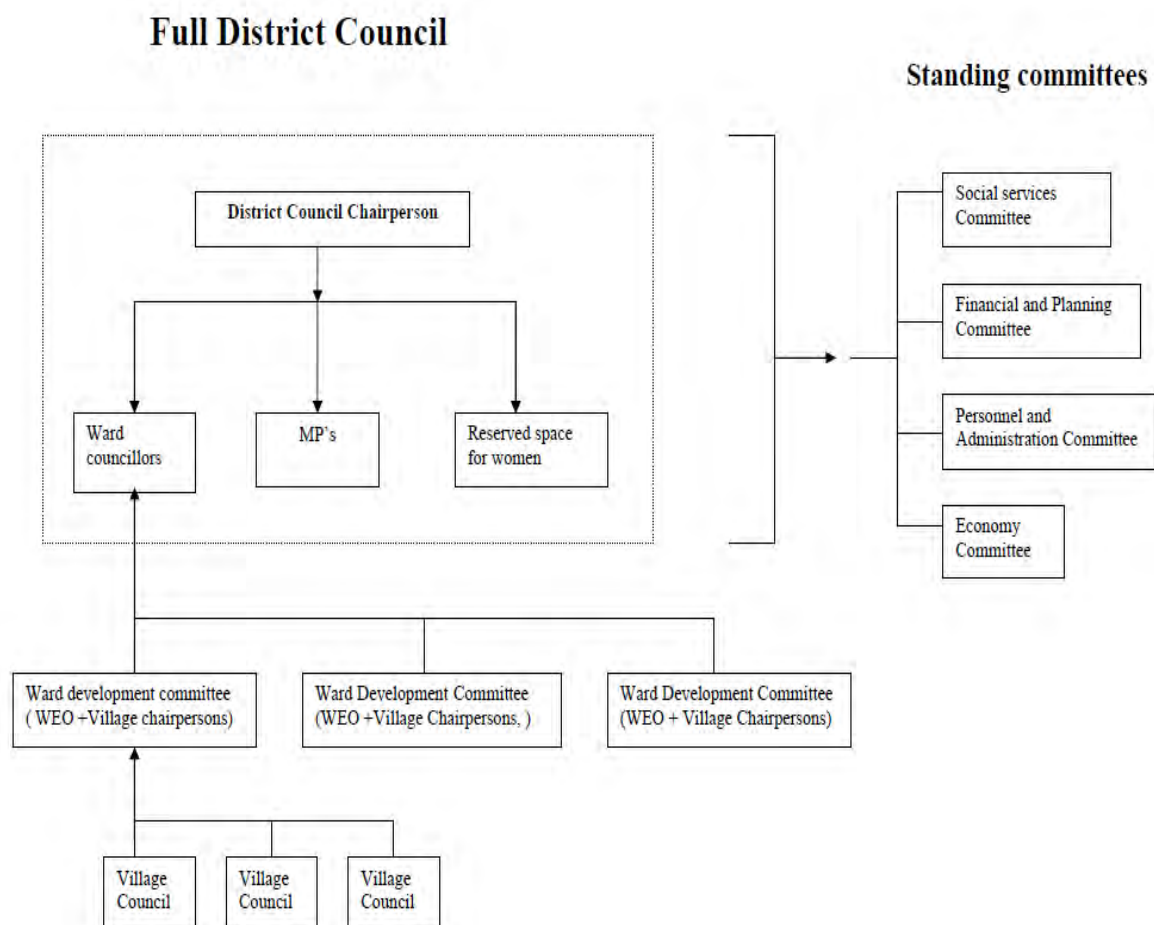 Full District Council
Standing committees
District Council Chairperson
Ward
councillors
MP's
Reserved space
for women
Social services
Committee
Financial and Planning
Committee
Personnel and
Administration Committee
Economy
Committee
Ward development committee
( WEO +Village chairpersons)
Ward Development Committee
(WEO +Village Chairpersons, )
Ward Development Committee
(WEO + Village Chairpersons)
Village
Council
Village
Council
Village
Council